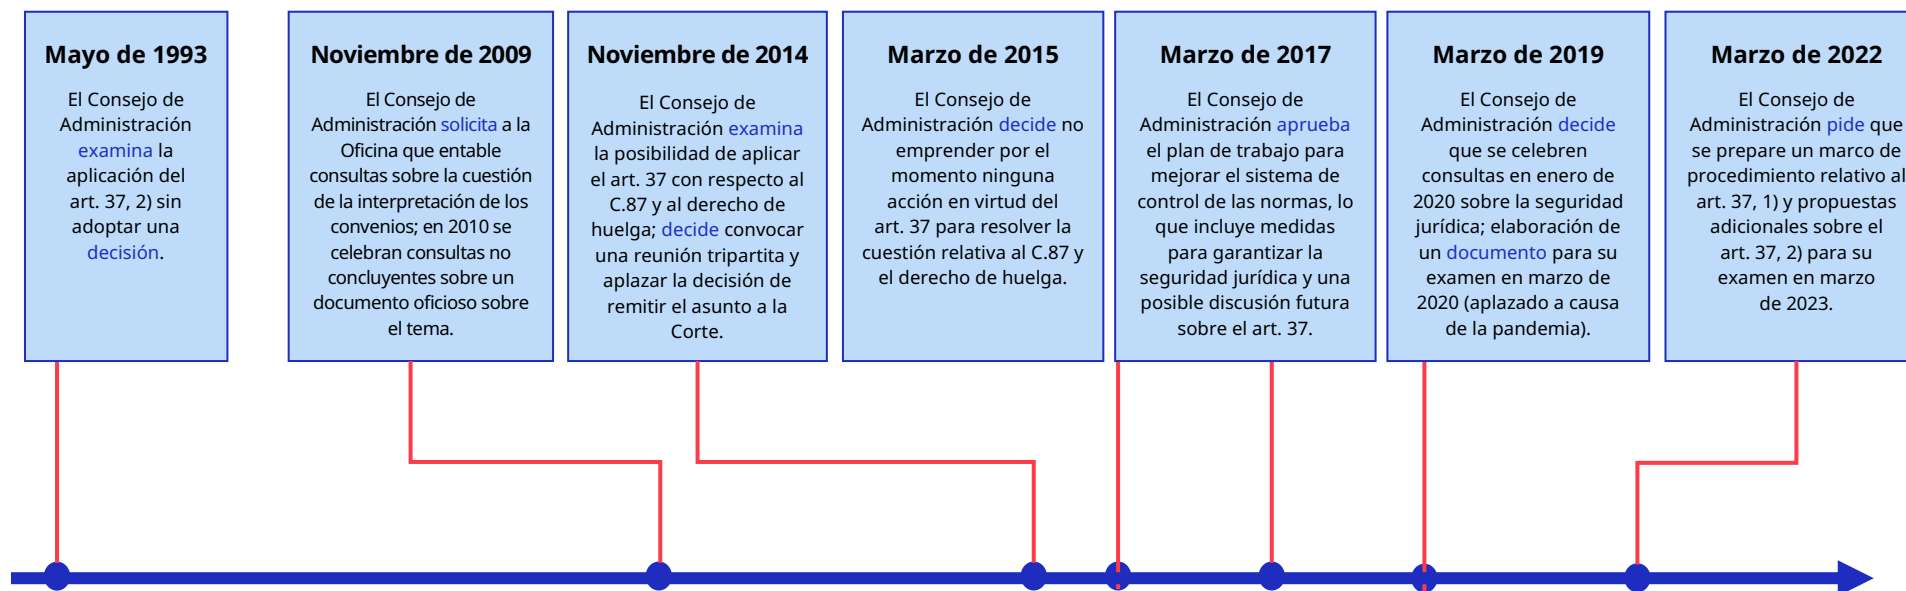 Mayo de 1993
El Consejo de
Administración
examina la
aplicación del
art. 37, 2) sin
adoptar una
decisión.
Noviembre de 2009
El Consejo de
Administración solicita a la
Oficina que entable
consultas sobre la cuestión
de la interpretación de los
convenios; en 2010 se
celebran consultas no
concluyentes sobre un
documento oficioso sobre
el tema.
Noviembre de 2014
El Consejo de
Administración examina
la posibilidad de aplicar
el art. 37 con respecto al
C.87 y al derecho de
huelga; decide convocar
una reunión tripartita y
aplazar la decisión de
remitir el asunto a la
Corte.
Marzo de 2015
El Consejo de
Administración decide no
emprender por el
momento ninguna
acción en virtud del
art. 37 para resolver la
cuestión relativa al C.87 y
el derecho de huelga.
Marzo de 2017
El Consejo de
Administración aprueba
el plan de trabajo para
mejorar el sistema de
control de las normas, lo
que incluye medidas
para garantizar la
seguridad jurídica y una
posible discusión futura
sobre el art. 37.
Marzo de 2019
El Consejo de
Administración decide
que se celebren
consultas en enero de
2020 sobre la seguridad
jurídica; elaboración de
un documento para su
examen en marzo de
2020 (aplazado a causa
de la pandemia).
Marzo de 2022
El Consejo de
Administración pide que
se prepare un marco de
procedimiento relativo al
art. 37, 1) y propuestas
adicionales sobre el
art. 37, 2) para su
examen en marzo
de 2023.